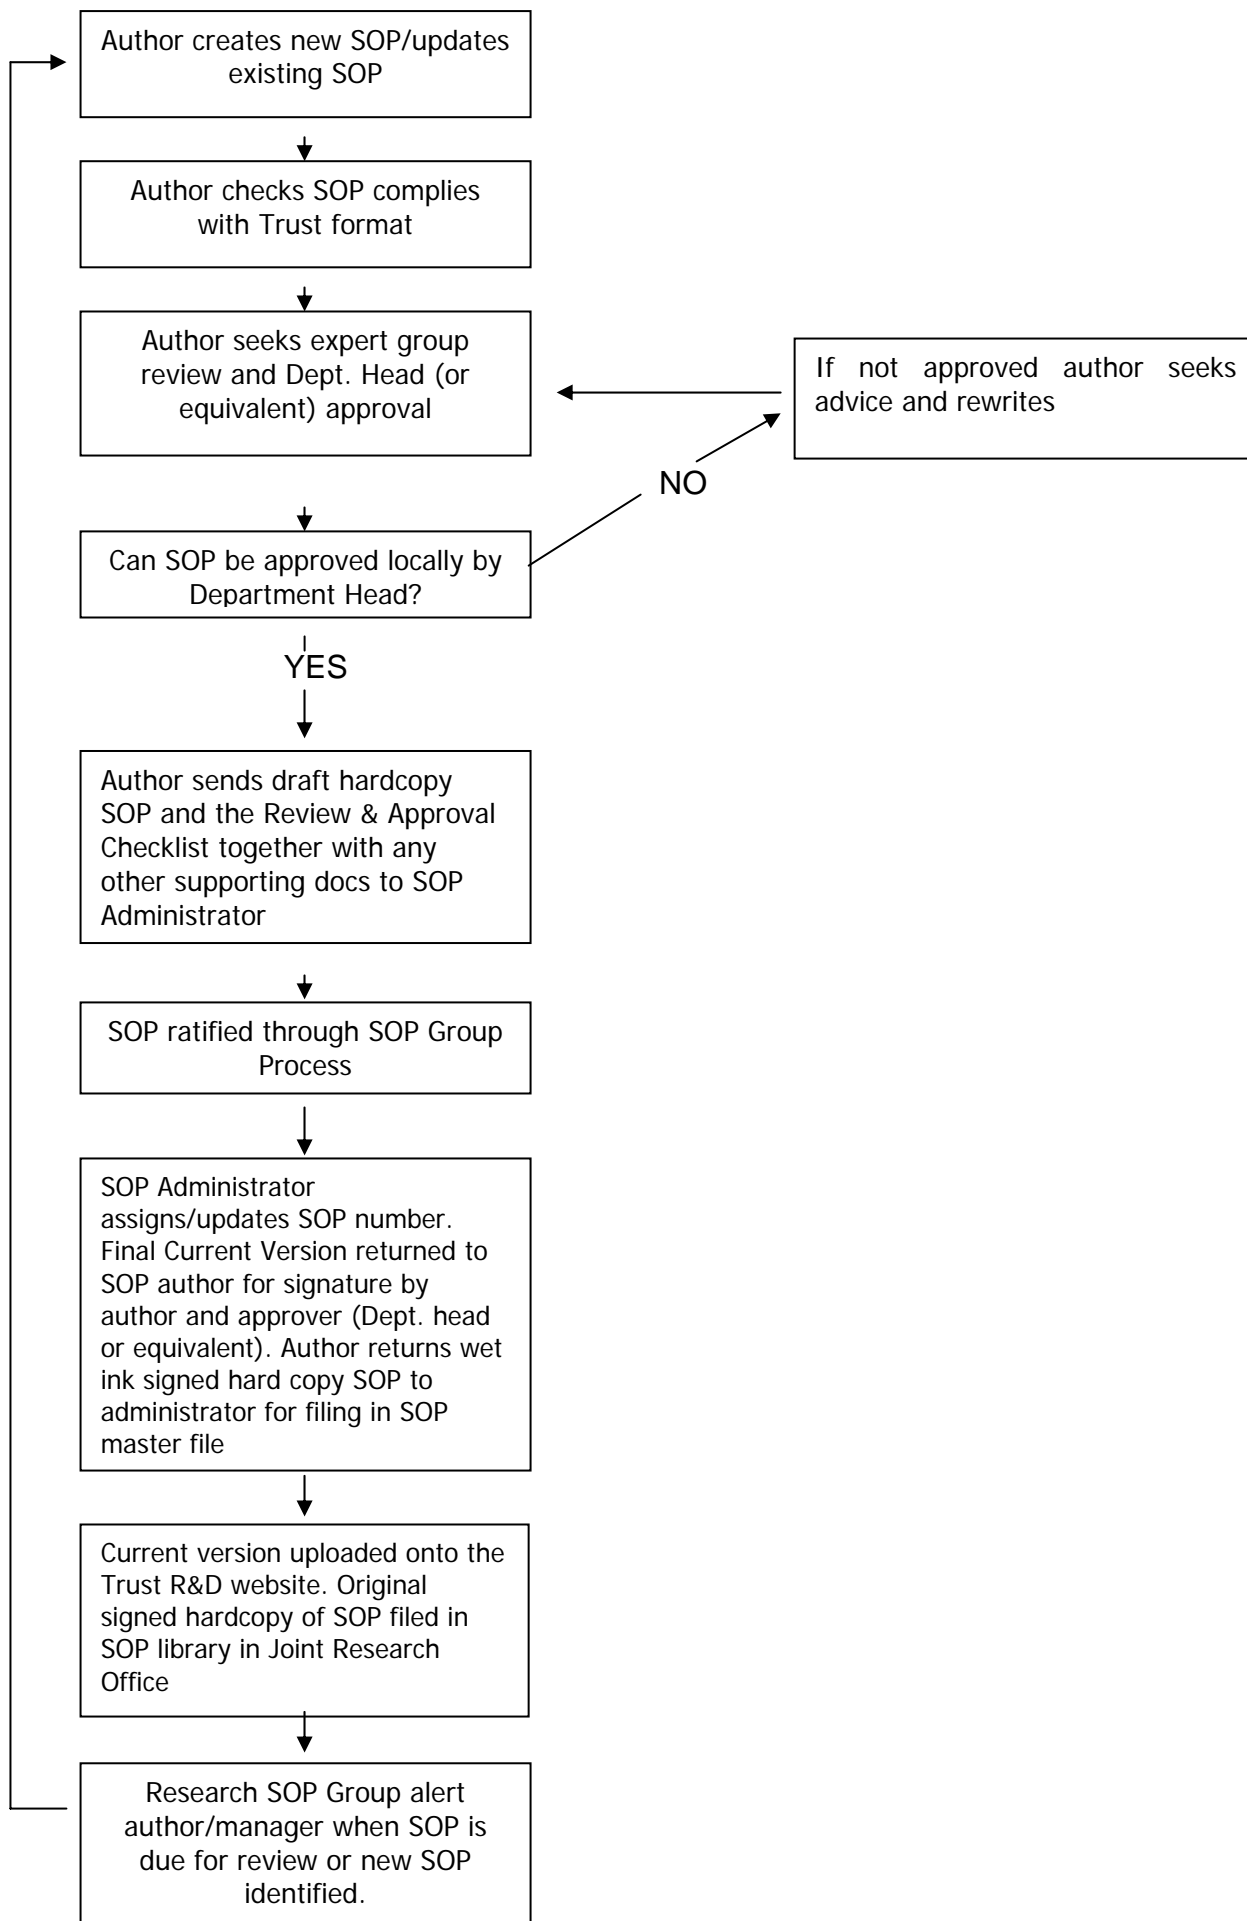 Author creates new SOP/updates
existing SOP
Author checks SOP complies
with Trust format
Author seeks expert group
review and Dept. Head (or
equivalent) approval
If not approved author seeks
advice and rewrites
NO
Can SOP be approved locally by
Department Head?
YES
Author sends draft hardcopy
SOP and the Review & Approval
Checklist together with any
other supporting docs to SOP
Administrator
SOP ratified through SOP Group
Process
SOP Administrator
assigns/updates SOP number.
Final Current Version returned to
SOP author for signature by
author and approver (Dept. head
or equivalent). Author returns wet
ink signed hard copy SOP to
administrator for filing in SOP
master file
Current version uploaded onto the
Trust R&D website. Original
signed hardcopy of SOP filed in
SOP library in Joint Research
Office
Research SOP Group alert
author/manager when SOP is
due for review or new SOP
identified.